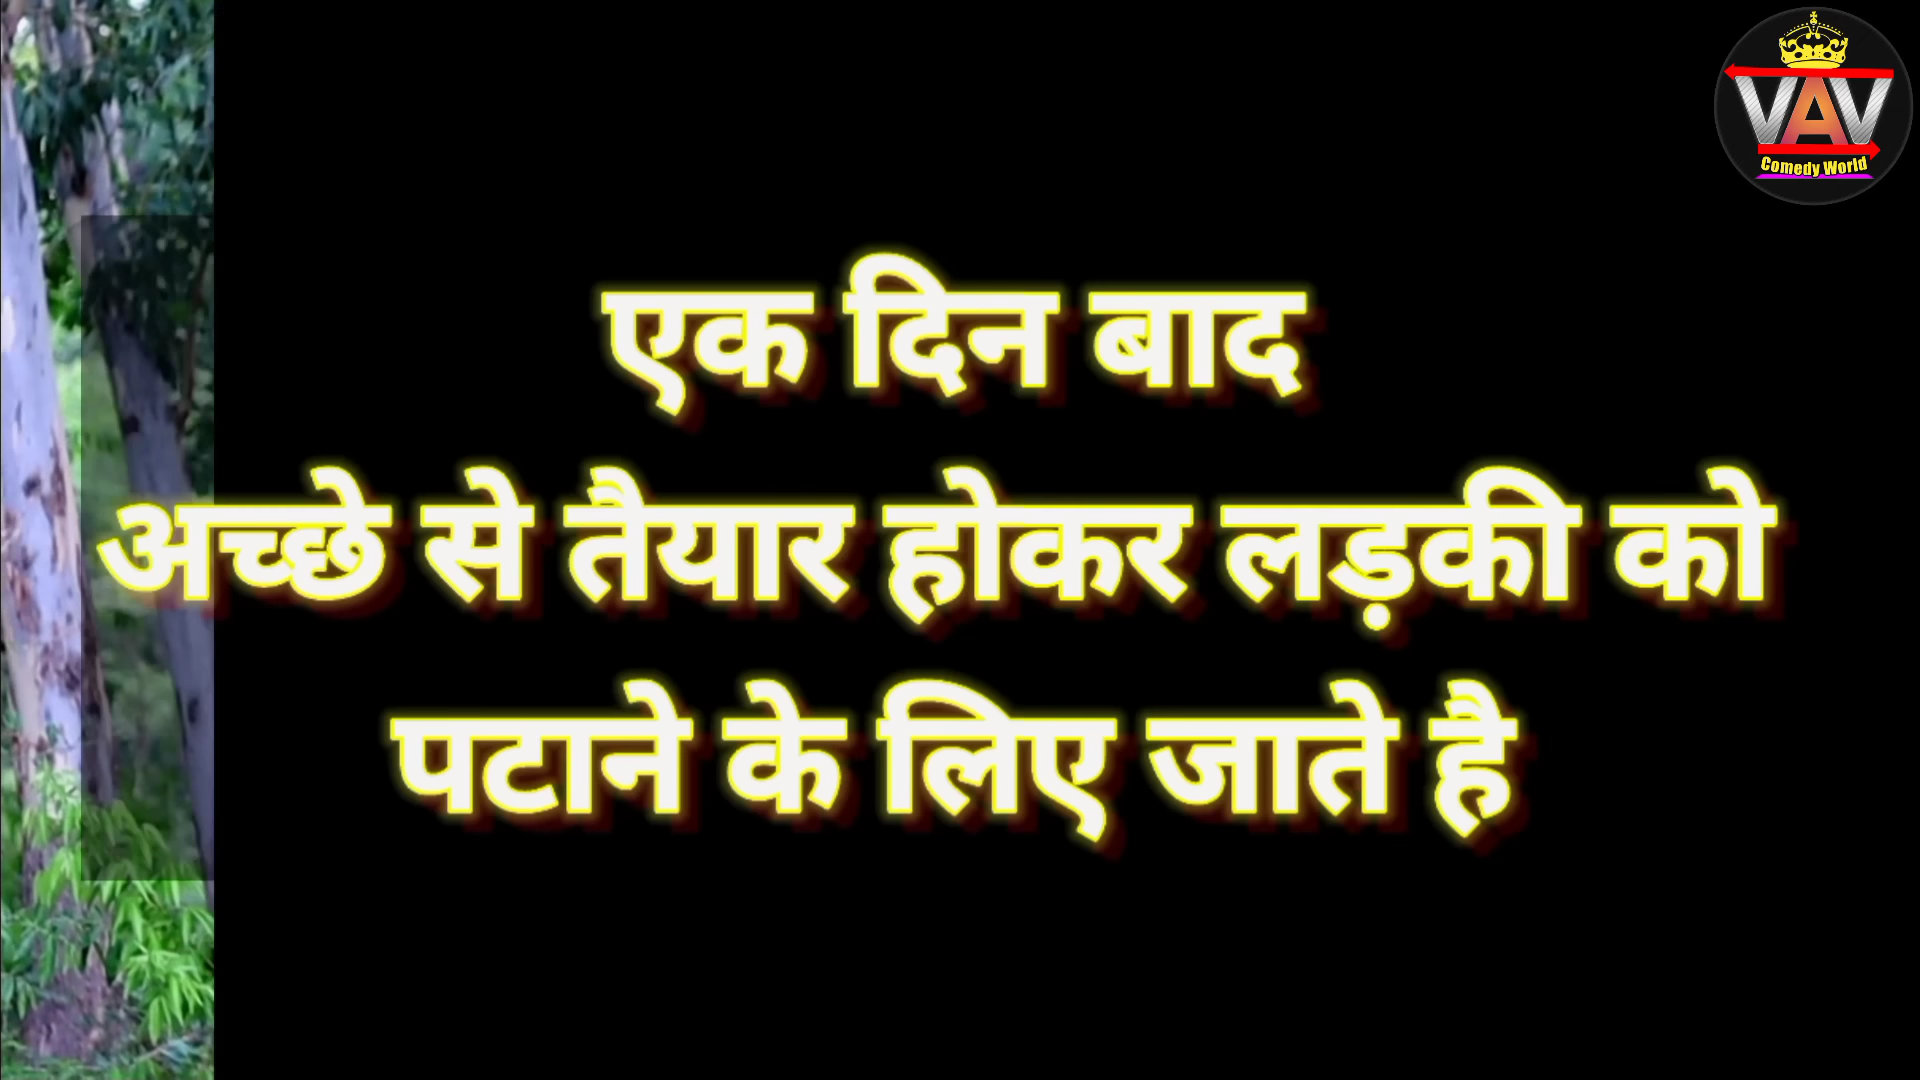 VAV
Comedy World
एक दिन बाद
अच्छे से तैयार होकर लड़की को
पटाने के लिए जाते है